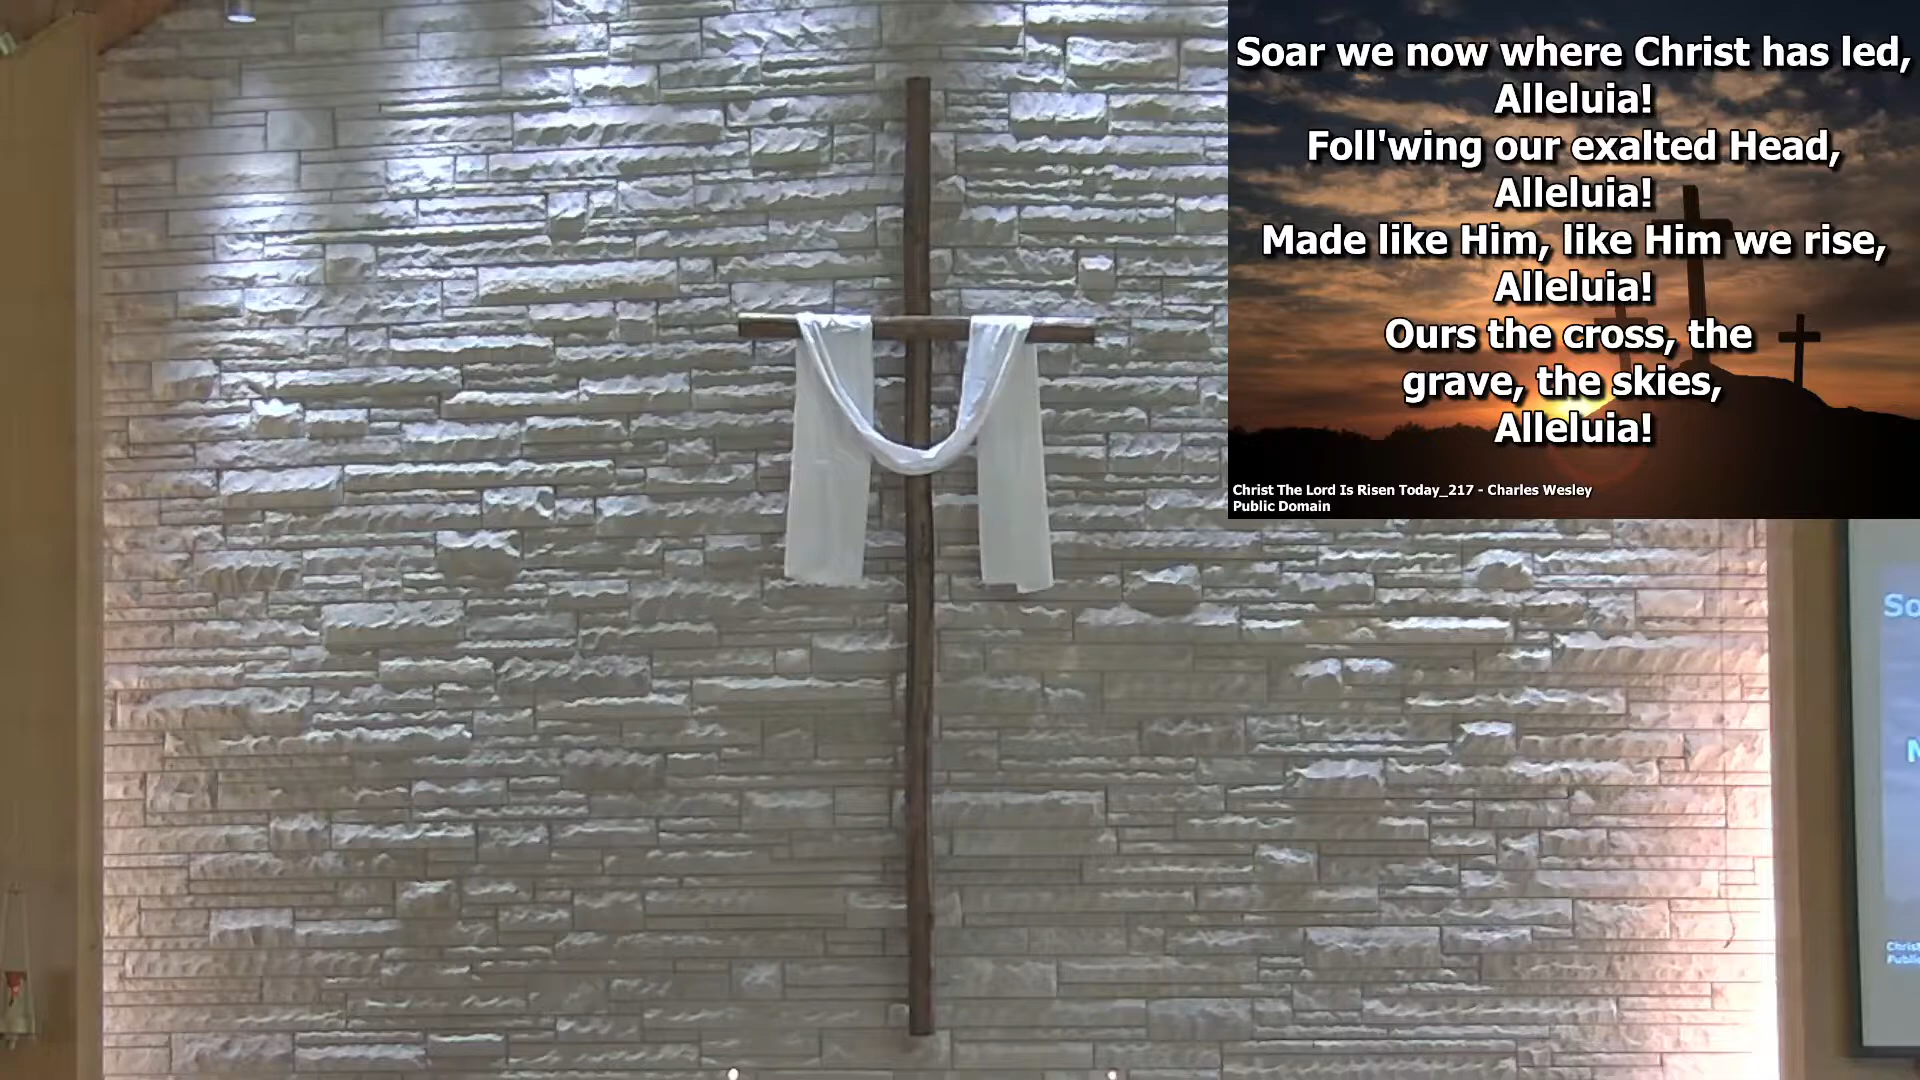 Soar we now where Christ has led,
Alleluia!
Foll'wing our exalted Head,
Alleluia!
Made like Him, like Him we rise,
Alleluia!
Ours the cross, the
grave, the skies,
Alleluia!
Christ The Lord Is Risen Today_217 - Charles Wesley
Public Domain
So